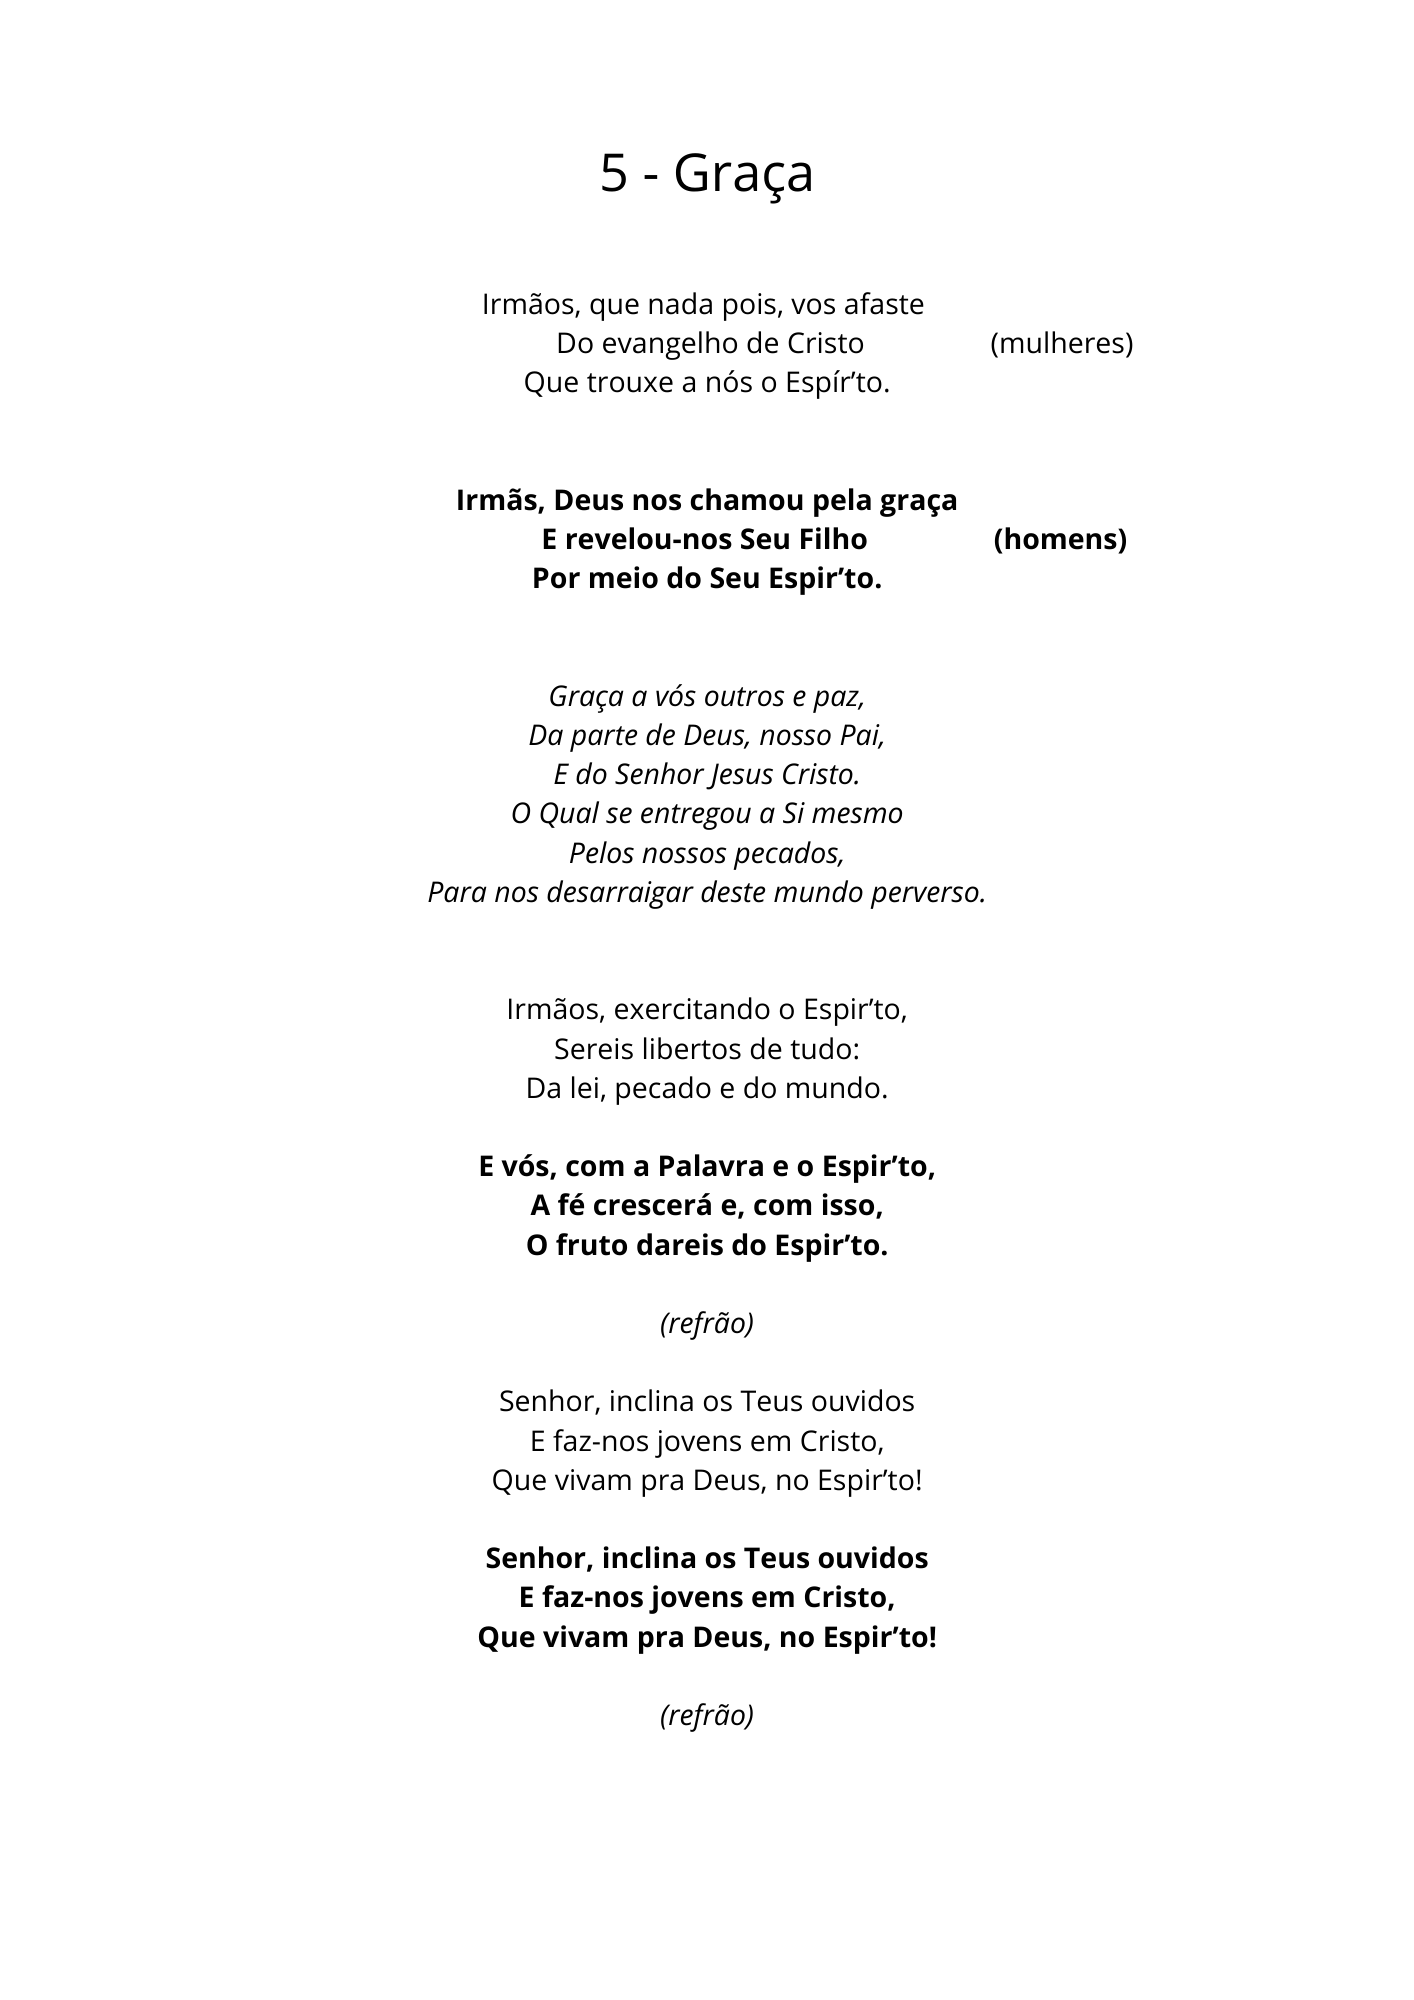 5 - Graça
Irmãos, que nada pois, vos afaste
Do evangelho de Cristo (mulheres)
Que trouxe a nós o Espír’to.
Irmãs, Deus nos chamou pela graça
E revelou-nos Seu Filho (homens)
Por meio do Seu Espir’to.
Graça a vós outros e paz,
Da parte de Deus, nosso Pai,
E do Senhor Jesus Cristo.
O Qual se entregou a Si mesmo
Pelos nossos pecados,
Para nos desarraigar deste mundo perverso.
Irmãos, exercitando o Espir’to,
Sereis libertos de tudo:
Da lei, pecado e do mundo.
E vós, com a Palavra e o Espir’to,
A fé crescerá e, com isso,
O fruto dareis do Espir’to.
(refrão)
Senhor, inclina os Teus ouvidos
E faz-nos jovens em Cristo,
Que vivam pra Deus, no Espir’to!
Senhor, inclina os Teus ouvidos
E faz-nos jovens em Cristo,
Que vivam pra Deus, no Espir’to!
(refrão)